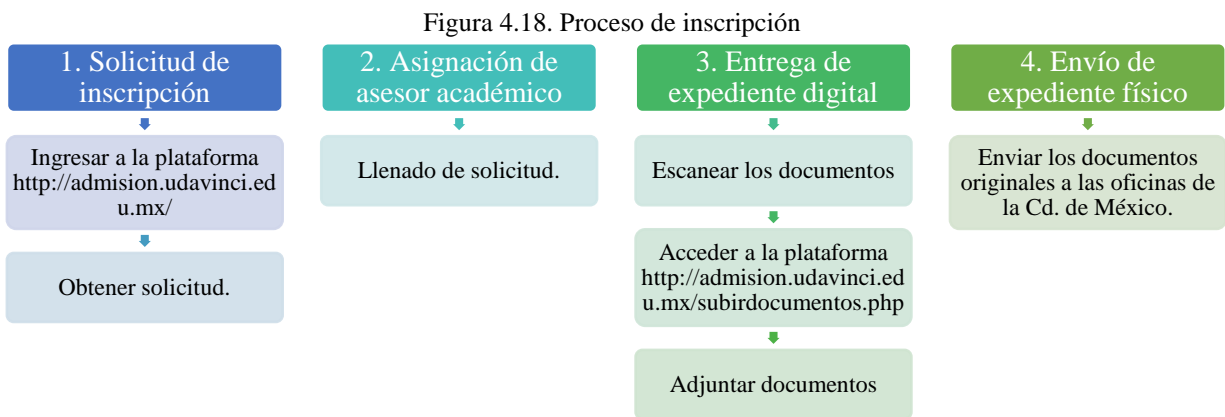 Figura 4.18. Proceso de inscripción
1. Solicitud de
inscripción
Ingresar a la plataforma
http://admision.udavinci.ed
u.mx/
Obtener solicitud.
2. Asignación de
asesor académico
Llenado de solicitud.
3. Entrega de
expediente digital
Escanear los documentos
Acceder a la plataforma
http://admision.udavinci.ed
u.mx/subirdocumentos.php
Adjuntar documentos
4. Envío de
expediente físico
Enviar los documentos
originales a las oficinas de
la Cd. de México.